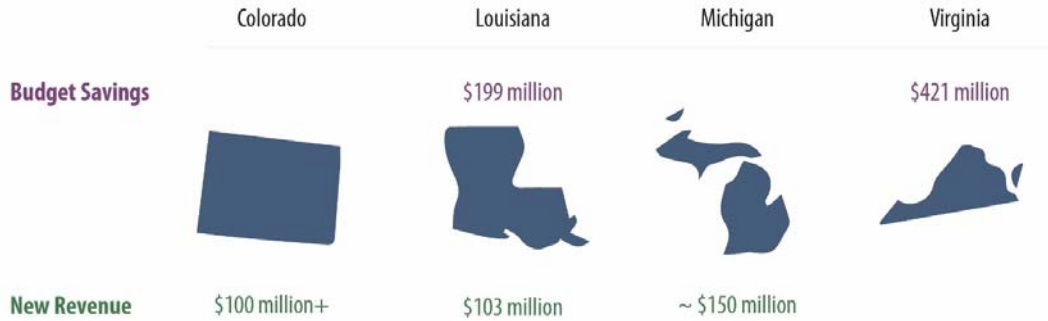 Colorado Louisiana Michigan Virginia
Budget Savings $199 million $421 million
New Revenue $100 million+ $103 million ~ $150 million